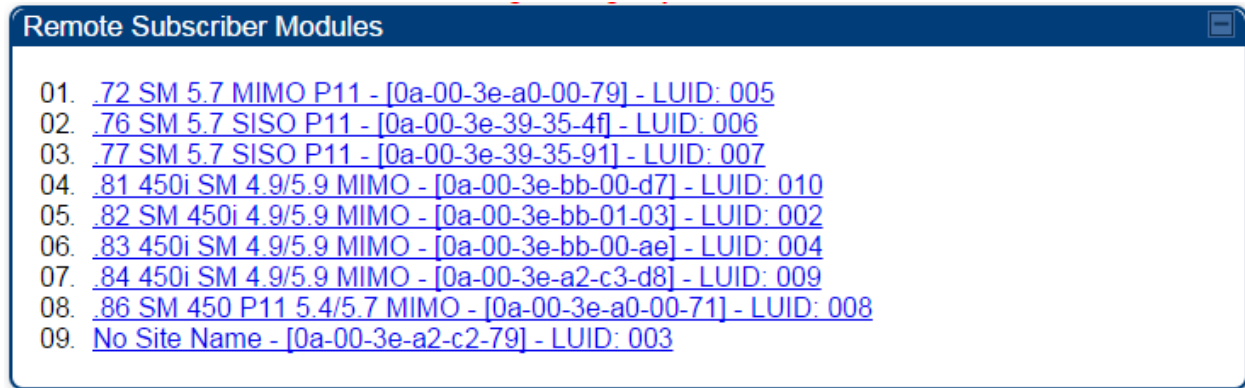 Remote Subscriber Modules
01. .72 SM 5.7 MIMO P11 - [0a-00-3e-a0-00-79] - LUID: 005
02. .76 SM 5.7 SISO P11 - [0a-00-3e-39-35-4f] - LUID: 006
03. .77 SM 5.7 SISO P11 - [0a-00-3e-39-35-91] - LUID: 007
04. .81 450i SM 4.9/5.9 MIMO - [0a-00-3e-bb-00-d7] - LUID: 010
05. .82 SM 450i 4.9/5.9 MIMO - [0a-00-3e-bb-01-03] - LUID: 002
06. .83 450i SM 4.9/5.9 MIMO - [0a-00-3e-bb-00-ae] - LUID: 004
07. .84 450i SM 4.9/5.9 MIMO - [0a-00-3e-a2-c3-d8] - LUID: 009
08. .86 SM 450 P11 5.4/5.7 MIMO - [0a-00-3e-a0-00-71] - LUID: 008
09. No Site Name - [0a-00-3e-a2-c2-79] - LUID: 003